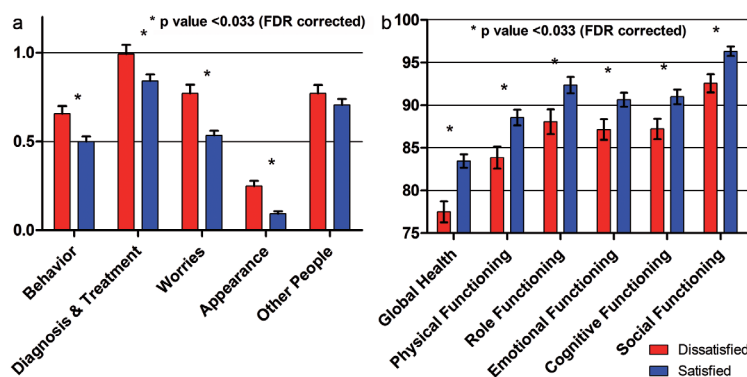 a
* p value <0.033 (FDR corrected)
1.0
0.5
0.0
*
*
*
*
Behavior
Diagnosis & Treatment
Worries
Appearance
Other People
b
* p value <0.033 (FDR corrected)
100
95
90
85
80
75
*
*
*
*
*
*
Global Health
Physical Functioning
Role Functioning
Emotional Functioning
Cognitive Functioning
Social Functioning
Dissatisfied
Satisfied